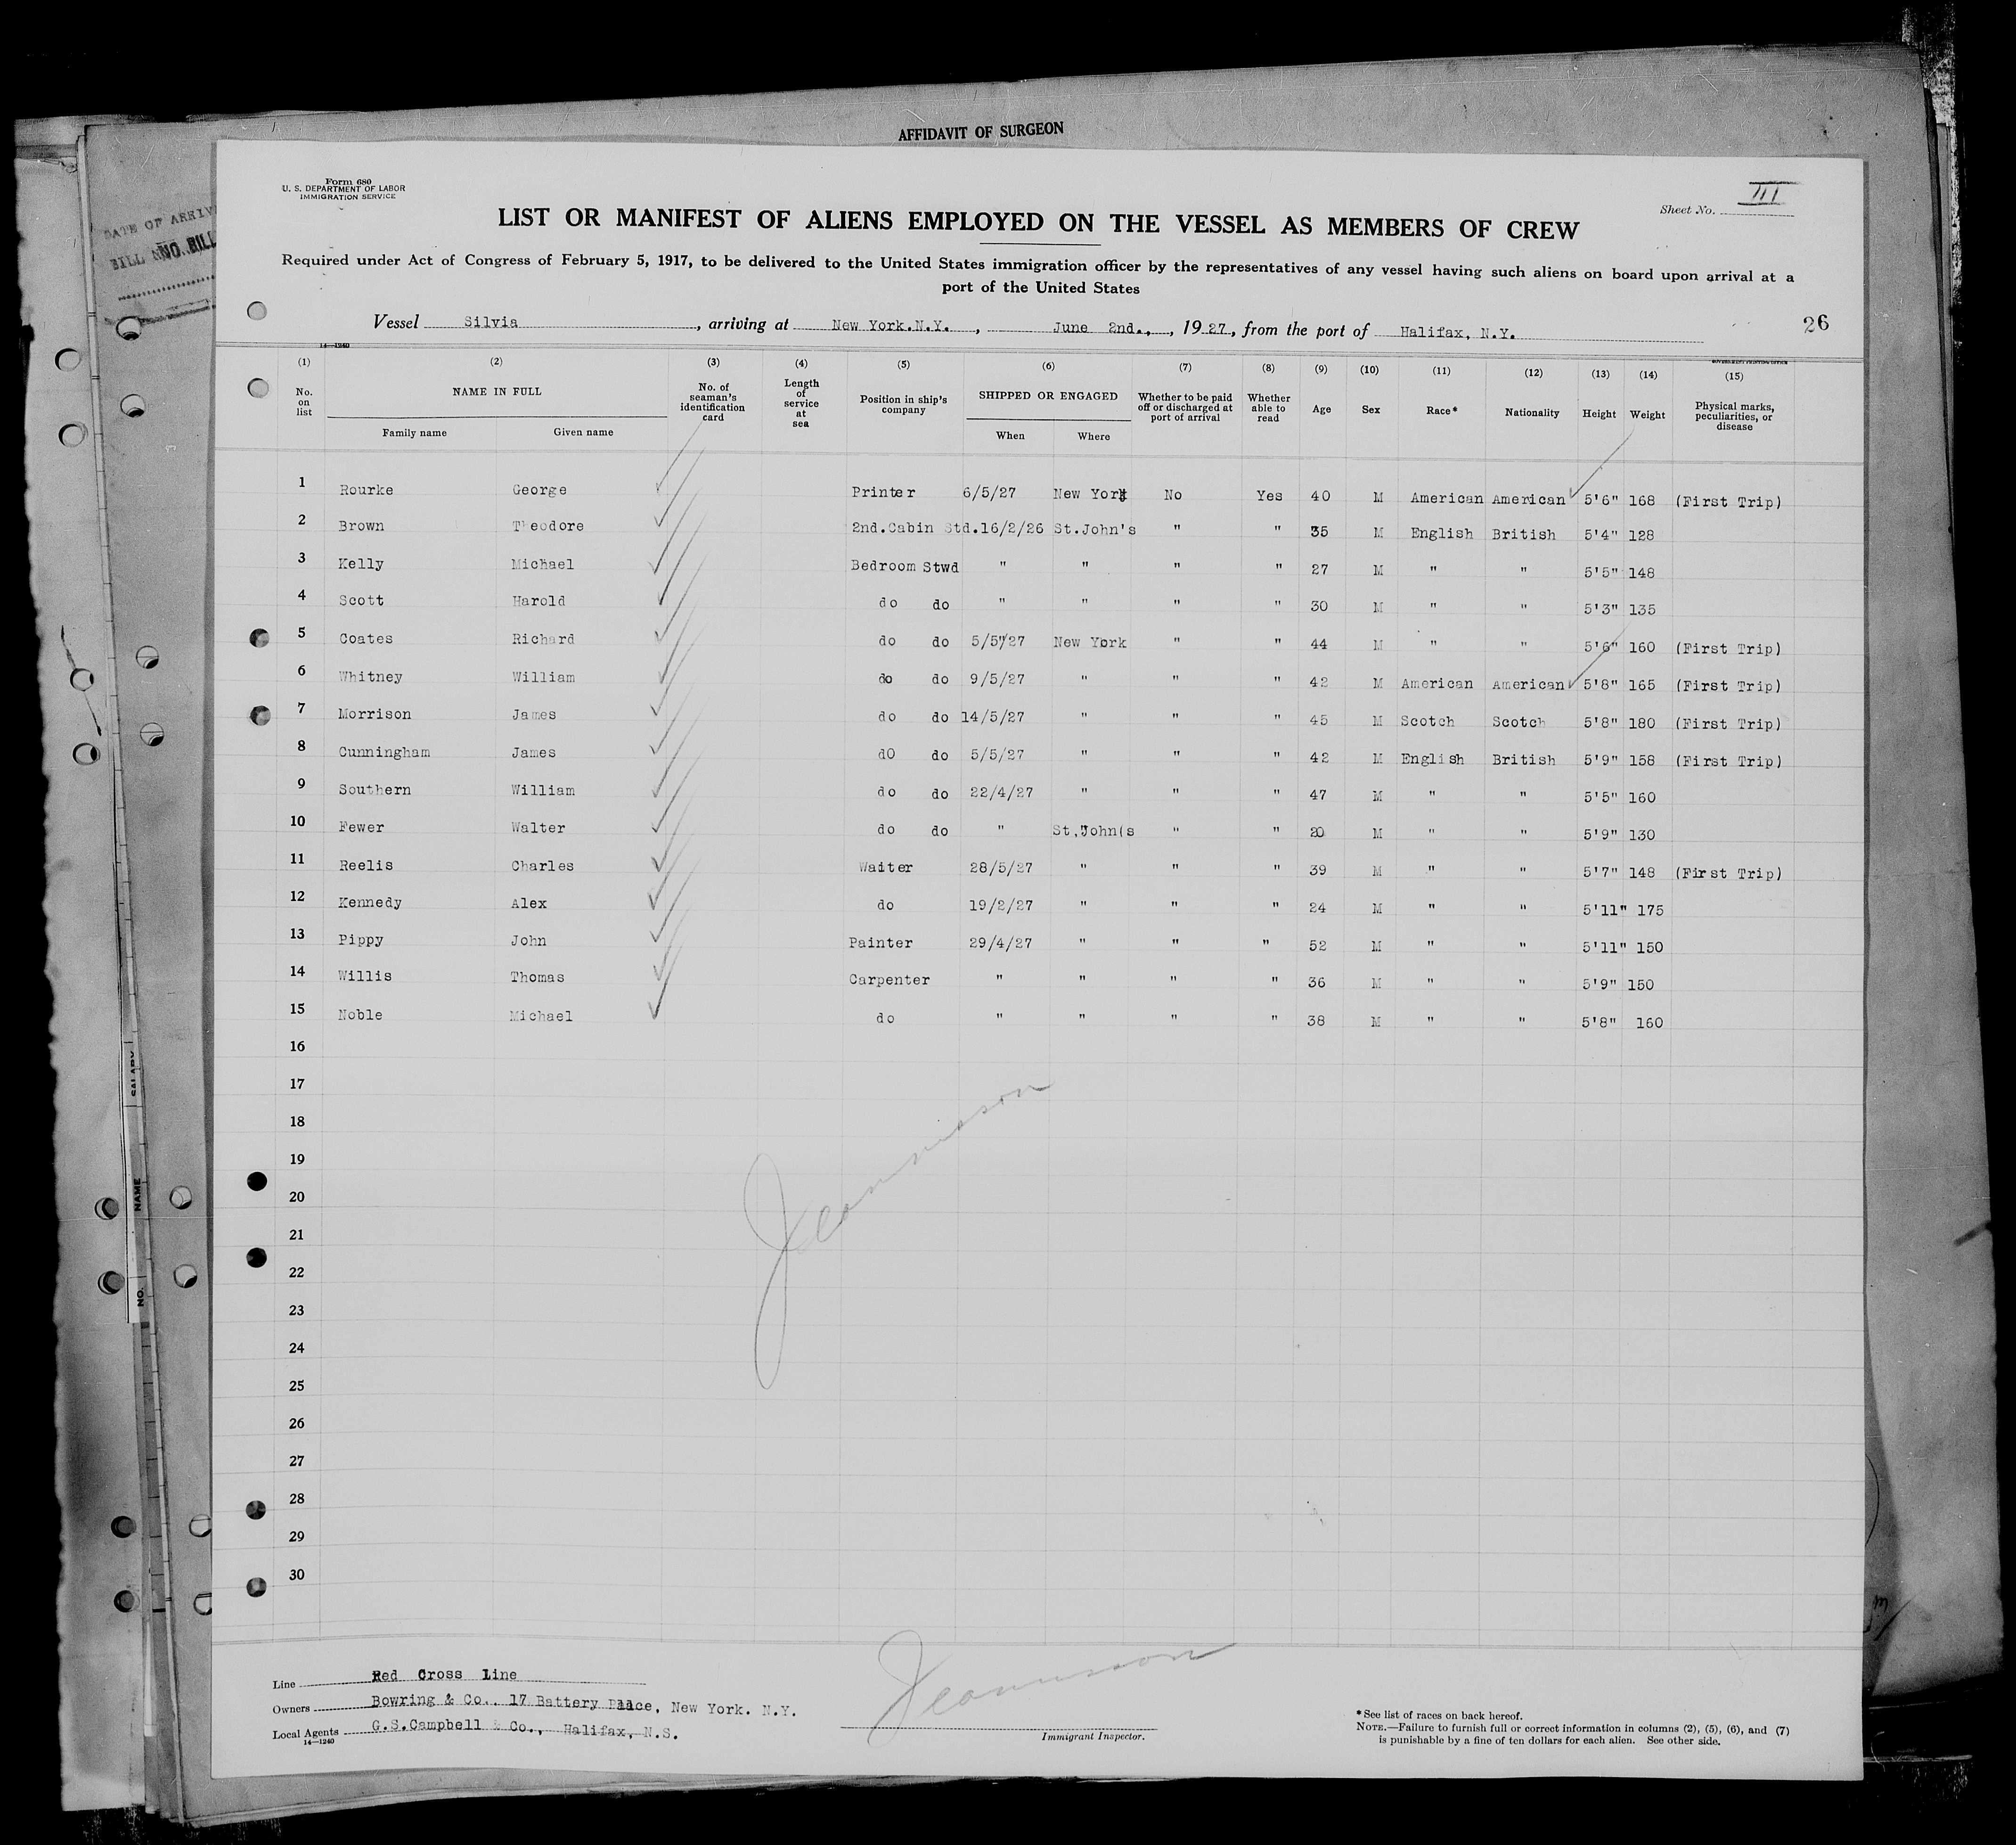 AFFIDAVIT OF SURGEON
DATE OF ARRIV
BILL NO. BILL
Form 680
U. S. DEPARTMENT OF LABOR
IMMIGRATION SERVICE
Sheet No. III
LIST OR MANIFEST OF ALIENS EMPLOYED ON THE VESSEL AS MEMBERS OF CREW
Required under Act of Congress of February 5, 1917, to be delivered to the United States immigration officer by the representatives of any vessel having such aliens on board upon arrival at a
port of the United States
Vessel Silvia, arriving at New York.N.Y., June 2nd., 1927, from the port of Halifax, N.Y.
26
14—1240
GOVERNMENT PRINTING OFFICE
(1) (2) (3) (4) (5) (6) (7) (8) (9) (10) (11) (12) (13) (14) (15)
No. on list NAME IN FULL No. of seaman's identification card Length of service at sea Position in ship's company SHIPPED OR ENGAGED Whether to be paid off or discharged at port of arrival Whether able to read Age Sex Race* Nationality Height Weight Physical marks, peculiarities, or disease
Family name Given name When Where
1 Rourke George Printer 6/5/27 New York No Yes 40 M American American 5'6" 168 (First Trip)
2 Brown Theodore 2nd.Cabin Std. 16/2/26 St.John's " " 35 M English British 5'4" 128
3 Kelly Michael Bedroom Stwd " " " " 27 M " " 5'5" 148
4 Scott Harold do do " " " " 30 M " " 5'3" 135
5 Coates Richard do do 5/5/27 New York " " 44 M " " 5'6" 160 (First Trip)
6 Whitney William do do 9/5/27 " " " 42 M American American 5'8" 165 (First Trip)
7 Morrison James do do 14/5/27 " " " 45 M Scotch Scotch 5'8" 180 (First Trip)
8 Cunningham James dO do 5/5/27 " " " 42 M English British 5'9" 158 (First Trip)
9 Southern William do do 22/4/27 " " " 47 M " " 5'5" 160
10 Fewer Walter do do " St.John(s " " 20 M " " 5'9" 130
11 Reelis Charles Waiter 28/5/27 " " " 39 M " " 5'7" 148 (First Trip)
12 Kennedy Alex do 19/2/27 " " " 24 M " " 5'11" 175
13 Pippy John Painter 29/4/27 " " " 52 M " " 5'11" 150
14 Willis Thomas Carpenter " " " " 36 M " " 5'9" 150
15 Noble Michael do " " " " 38 M " " 5'8" 160
16
17
18
19
20
21
22
23
24
25
26
27
28
29
30
SALARY
NAME
NO.
Line Red Cross Line
Owners Bowring & Co., 17 Battery Place, New York. N.Y.
Local Agents G.S.Campbell & Co., Halifax, N.S.
14—1240
Immigrant Inspector.
*See list of races on back hereof.
NOTE.—Failure to furnish full or correct information in columns (2), (5), (6), and (7)
is punishable by a fine of ten dollars for each alien. See other side.